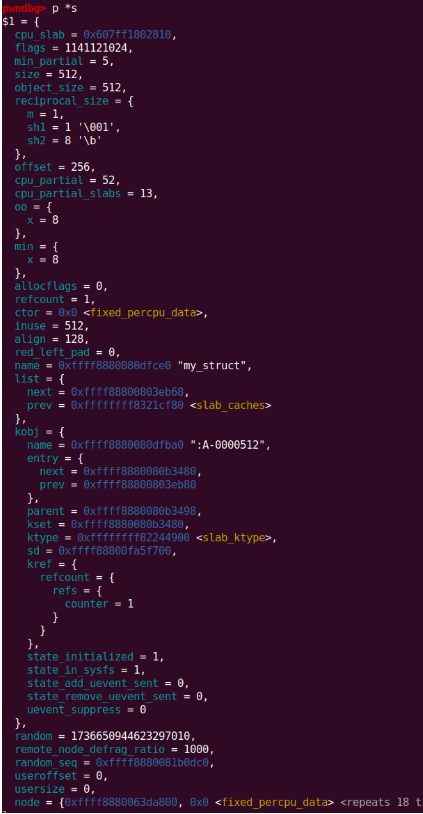 pwndbg> p *s
$1 = {
  cpu_slab = 0x607ff1802810,
  flags = 1141121024,
  min_partial = 5,
  size = 512,
  object_size = 512,
  reciprocal_size = {
    m = 1,
    sh1 = 1 '\001',
    sh2 = 8 '\b'
  },
  offset = 256,
  cpu_partial = 52,
  cpu_partial_slabs = 13,
  oo = {
    x = 8
  },
  min = {
    x = 8
  },
  allocflags = 0,
  refcount = 1,
  ctor = 0x0 <fixed_percpu_data>,
  inuse = 512,
  align = 128,
  red_left_pad = 0,
  name = 0xffff8880080dfce0 "my_struct",
  list = {
    next = 0xffff88800803eb68,
    prev = 0xffffffff8321cf80 <slab_caches>
  },
  kobj = {
    name = 0xffff8880080dfba0 ":A-0000512",
    entry = {
      next = 0xffff8880080b3480,
      prev = 0xffff88800803eb80
    },
    parent = 0xffff8880080b3498,
    kset = 0xffff8880080b3480,
    ktype = 0xffffffff82244900 <slab_ktype>,
    sd = 0xffff88800fa5f700,
    kref = {
      refcount = {
        refs = {
          counter = 1
        }
      }
    },
    state_initialized = 1,
    state_in_sysfs = 1,
    state_add_uevent_sent = 0,
    state_remove_uevent_sent = 0,
    uevent_suppress = 0
  },
  random = 1736650944623297010,
  remote_node_defrag_ratio = 1000,
  random_seq = 0xffff8880081b0dc0,
  useroffset = 0,
  usersize = 0,
  node = {0xffff8880063da800, 0x0 <fixed_percpu_data> <repeats 18 t